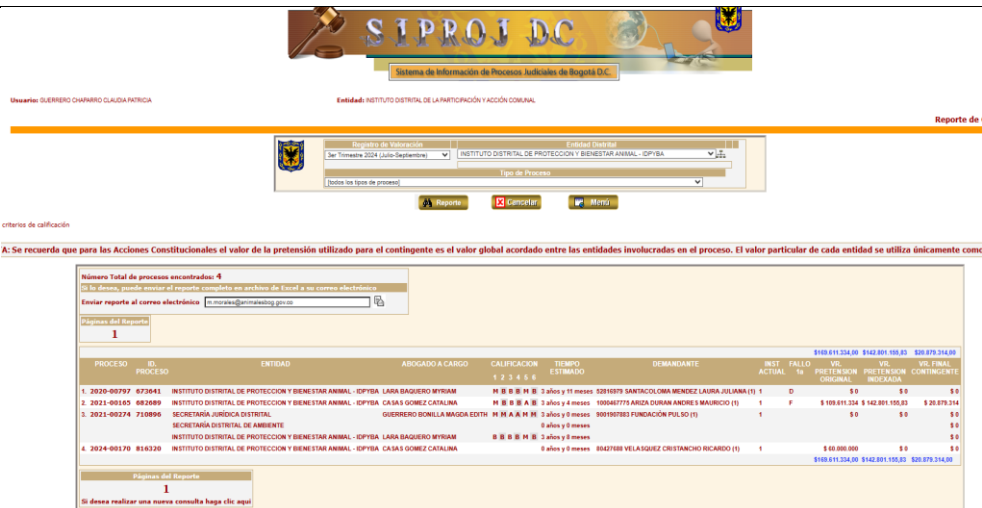 SIPROJ DC
Sistema de Información de Procesos Judiciales de Bogotá D.C.
Usuario: GUERRERO CHAPARRO CLAUDIA PATRICIA Entidad: INSTITUTO DISTRITAL DE LA PARTICIPACIÓN Y ACCIÓN COMUNAL
Reporte de
Registro de Valoración Entidad Distrital
3er Trimestre 2024 (Julio-Septiembre) INSTITUTO DISTRITAL DE PROTECCION Y BIENESTAR ANIMAL - IDPYBA
Tipo de Proceso
[todos los tipos de proceso]
Reporte Cancelar Menú
criterios de calificación
A: Se recuerda que para las Acciones Constitucionales el valor de la pretensión utilizado para el contingente es el valor global acordado entre las entidades involucradas en el proceso. El valor particular de cada entidad se utiliza únicamente como
Número Total de procesos encontrados: 4
Si lo desea, puede enviar el reporte completo en archivo de Excel a su correo electrónico
Enviar reporte al correo electrónico m.morales@animalesbog.gov.co
Páginas del Reporte
1
$169.611.334,00 $142.801.155,83 $20.879.314,00
PROCESO ID. PROCESO ENTIDAD ABOGADO A CARGO CALIFICACION 1 2 3 4 5 6 TIEMPO ESTIMADO DEMANDANTE INST ACTUAL FALLO 1a VR. PRETENSION ORIGINAL VR. PRETENSION INDEXADA VR. FINAL CONTINGENTE
1. 2020-00797 673641 INSTITUTO DISTRITAL DE PROTECCION Y BIENESTAR ANIMAL - IDPYBA LARA BAQUERO MYRIAM M B B B M B 3 años y 11 meses 52816979 SANTACOLOMA MENDEZ LAURA JULIANA (1) 1 D $ 0 $ 0 $ 0
2. 2021-00165 682689 INSTITUTO DISTRITAL DE PROTECCION Y BIENESTAR ANIMAL - IDPYBA CASAS GOMEZ CATALINA M B B B A B 3 años y 4 meses 1000467775 ARIZA DURAN ANDRES MAURICIO (1) 1 F $ 109.611.334 $ 142.801.155,83 $ 20.879.314
3. 2021-00274 710896 SECRETARÍA JURÍDICA DISTRITAL GUERRERO BONILLA MAGDA EDITH M M A A M M 3 años y 0 meses 9001967883 FUNDACIÓN PULSO (1) 1 $ 0 $ 0 $ 0
SECRETARÍA DISTRITAL DE AMBIENTE 0 años y 0 meses $ 0
INSTITUTO DISTRITAL DE PROTECCION Y BIENESTAR ANIMAL - IDPYBA LARA BAQUERO MYRIAM B B B B M B 3 años y 8 meses $ 0
4. 2024-00170 816320 INSTITUTO DISTRITAL DE PROTECCION Y BIENESTAR ANIMAL - IDPYBA CASAS GOMEZ CATALINA 0 años y 0 meses 80427688 VELASQUEZ CRISTANCHO RICARDO (1) 1 $ 60.000.000 $ 0 $ 0
$169.611.334,00 $142.801.155,83 $20.879.314,00
Páginas del Reporte
1
Si desea realizar una nueva consulta haga clic aquí